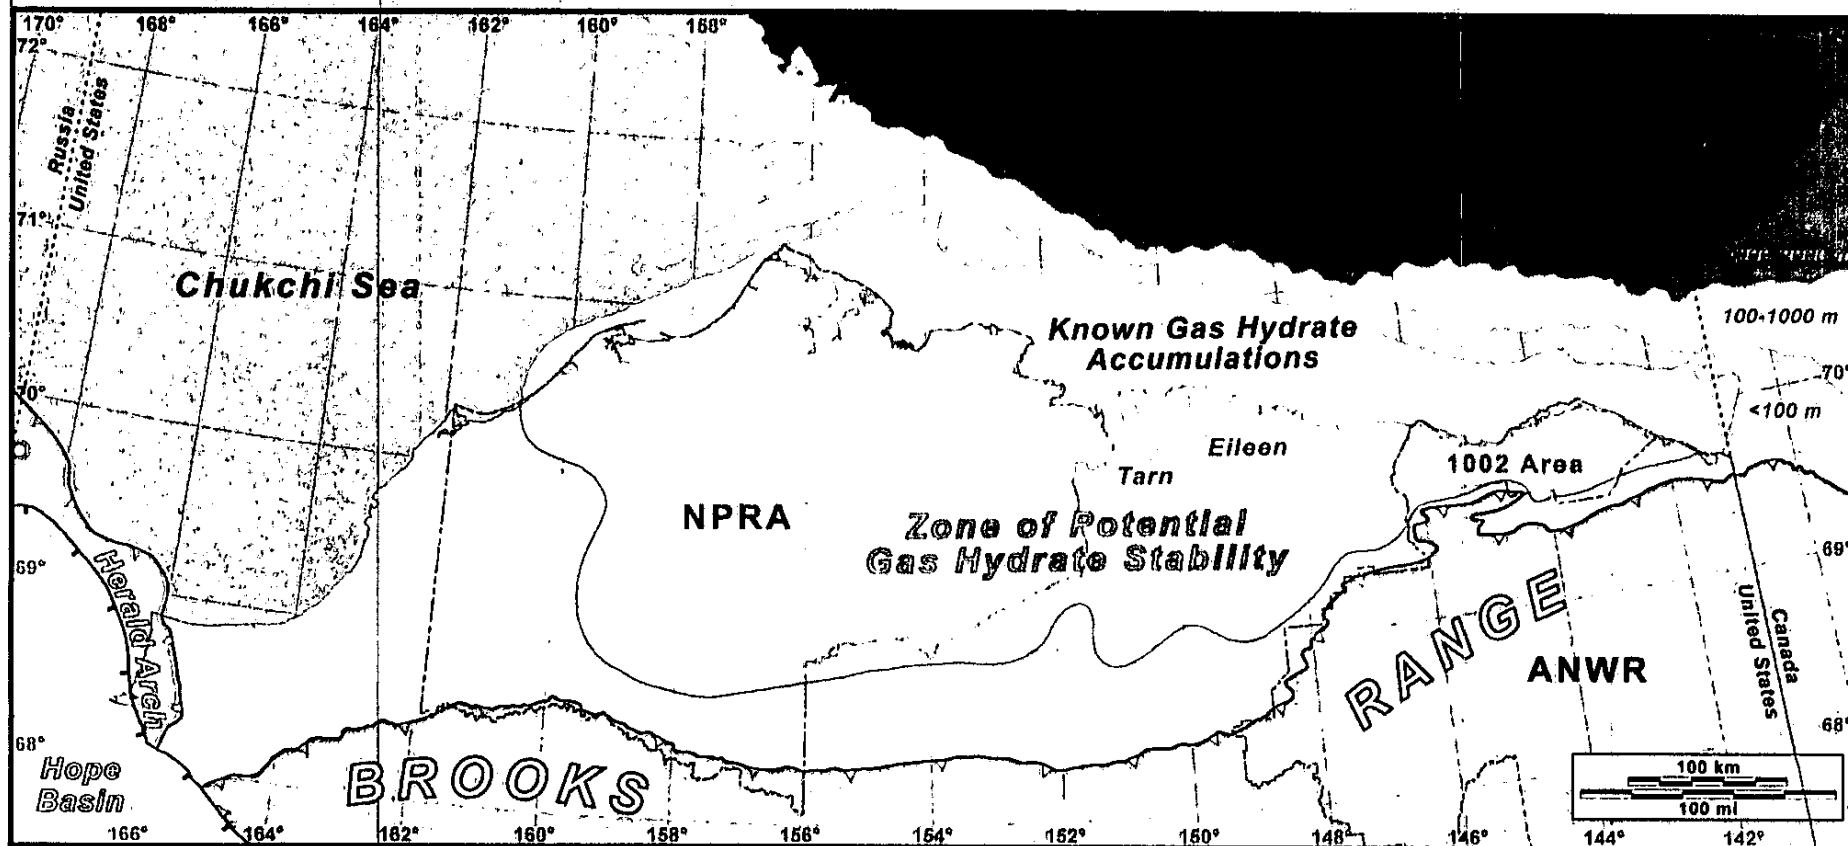 170° 168° 166° 164° 162° 160° 158°
72°
Russia
United States
71°
Chukchi Sea
100-1000 m
Known Gas Hydrate
Accumulations
70°
70°
<100 m
Eileen
1002 Area
Tarn
NPRA
Zone of Potential
Gas Hydrate Stability
69°
69°
Herald Arch
Canada
United States
BROOKS RANGE
ANWR
68°
68°
Hope
Basin
100 km
100 mi
166° 164° 162° 160° 158° 156° 154° 152° 150° 148° 146° 144° 142°